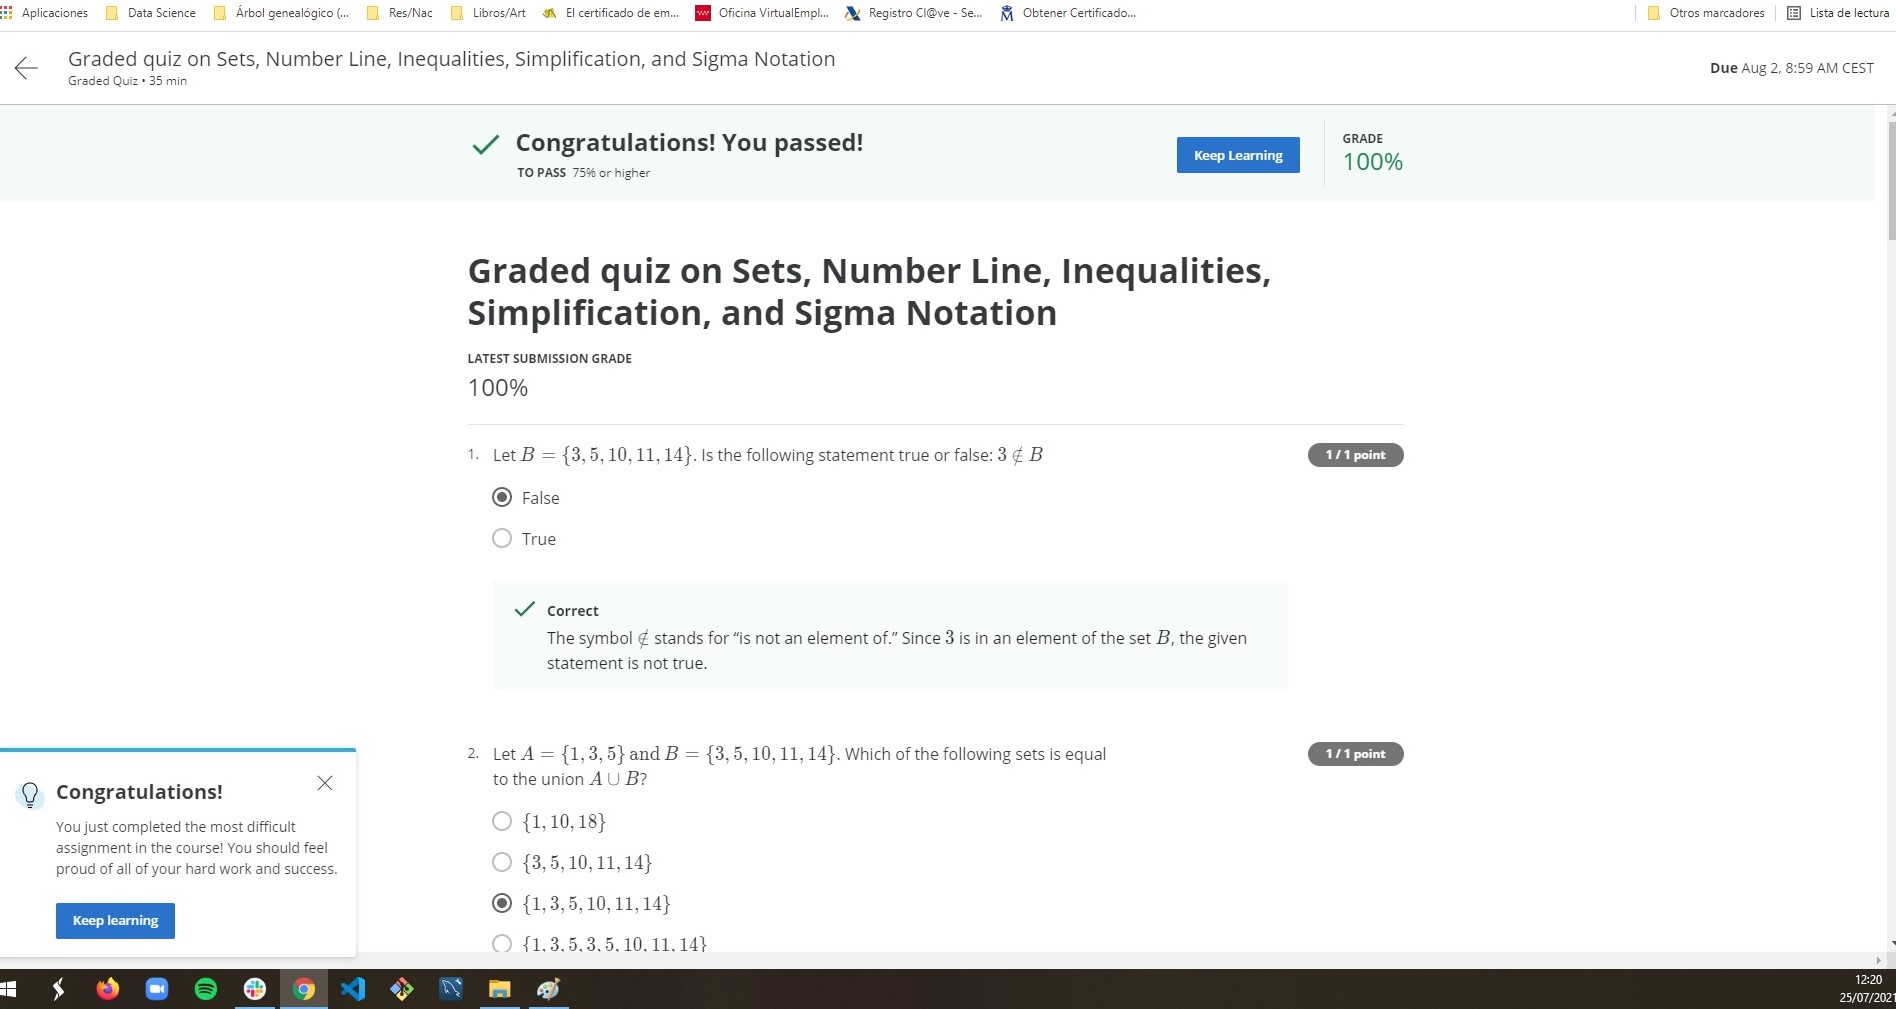 Aplicaciones Data Science Árbol genealógico (... Res/Nac Libros/Art El certificado de em... Oficina VirtualEmpl... Registro Cl@ve - Se... Obtener Certificado... Otros marcadores Lista de lectura
Graded quiz on Sets, Number Line, Inequalities, Simplification, and Sigma Notation
Graded Quiz • 35 min
Due Aug 2, 8:59 AM CEST
Congratulations! You passed!
TO PASS 75% or higher
Keep Learning
GRADE
100%
Graded quiz on Sets, Number Line, Inequalities,
Simplification, and Sigma Notation
LATEST SUBMISSION GRADE
100%
1. Let B = {3, 5, 10, 11, 14}. Is the following statement true or false: 3 ∉ B
1 / 1 point
False
True
Correct
The symbol ∉ stands for “is not an element of.” Since 3 is in an element of the set B, the given
statement is not true.
2. Let A = {1, 3, 5} and B = {3, 5, 10, 11, 14}. Which of the following sets is equal
to the union A ∪ B?
1 / 1 point
{1, 10, 18}
{3, 5, 10, 11, 14}
{1, 3, 5, 10, 11, 14}
{1, 3, 5, 3, 5, 10, 11, 14}
Congratulations!
You just completed the most difficult
assignment in the course! You should feel
proud of all of your hard work and success.
Keep learning
12:20
25/07/2021